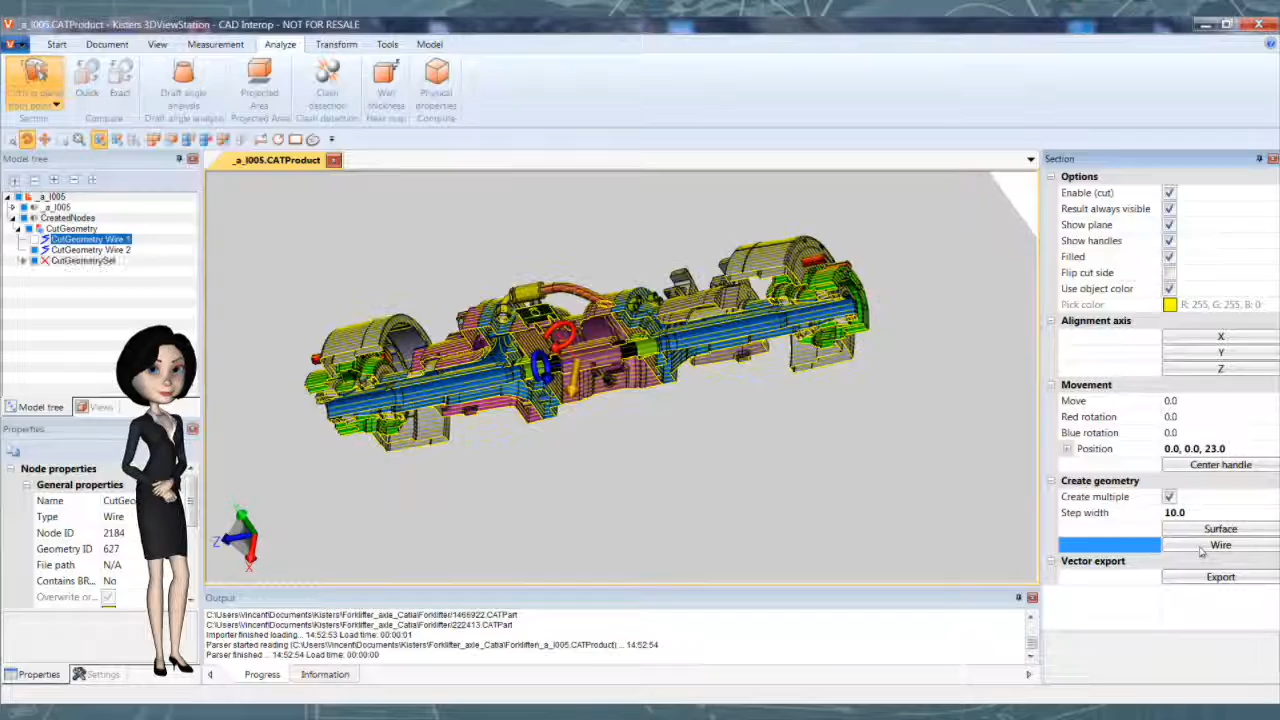 _a_I005.CATProduct - Kisters 3DViewStation - CAD Interop - NOT FOR RESALE
Start Document View Measurement Analyze Transform Tools Model
Quick Exact Draft angle analysis Projected Area Clash detection Wall thickness Physical properties
Section Compare Draft angle analysis Projected Area Clash detection Heat map Compute
Model tree
_a_I005.CATProduct
Section
_a_I005
_a_I005
CreatedNodes
CutGeometry
CutGeometry Wire 1
CutGeometry Wire 2
CutGeometrySet
Model tree Views
Properties
Node properties
General properties
Name CutGeo
Type Wire
Node ID 2184
Geometry ID 627
File path N/A
Contains BR... No
Overwrite or...
Properties Settings
Y
Z
X
Output
C:\Users\Vincent\Documents\Kisters\Forklifter_axle_Catia\Forklifter/1466922.CATPart
C:\Users\Vincent\Documents\Kisters\Forklifter_axle_Catia\Forklifter/222413.CATPart
Importer finished loading... 14:52:53 Load time: 00:00:01
Parser started reading (C:\Users\Vincent\Documents\Kisters\Forklifter_axle_Catia\Forklifter\_a_I005.CATProduct)... 14:52:54
Parser finished... 14:52:54 Load time: 00:00:00
Progress Information
Options
Enable (cut)
Result always visible
Show plane
Show handles
Filled
Flip cut side
Use object color
Pick color R: 255, G: 255, B: 0
Alignment axis
X
Y
Z
Movement
Move 0.0
Red rotation 0.0
Blue rotation 0.0
Position 0.0, 0.0, 23.0
Center handle
Create geometry
Create multiple
Step width 10.0
Surface
Wire
Vector export
Export